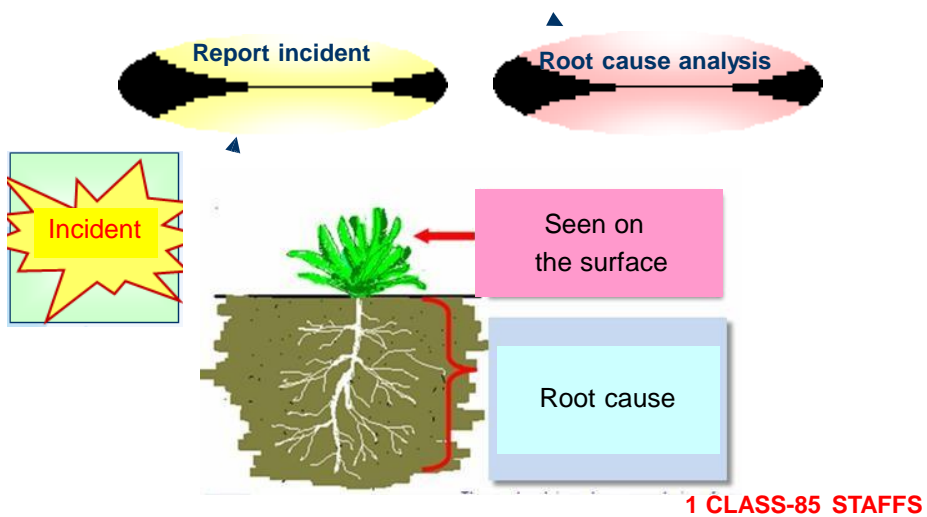 Report incident
Root cause analysis
Incident
Seen on
the surface
Root cause
1 CLASS-85 STAFFS